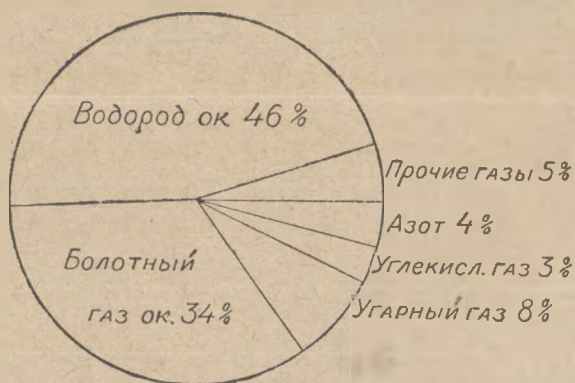 Водород ок 46%
Прочие газы 5%
Азот 4%
Углекисл. газ 3%
Болотный
газ ок. 34%
Угарный газ 8%